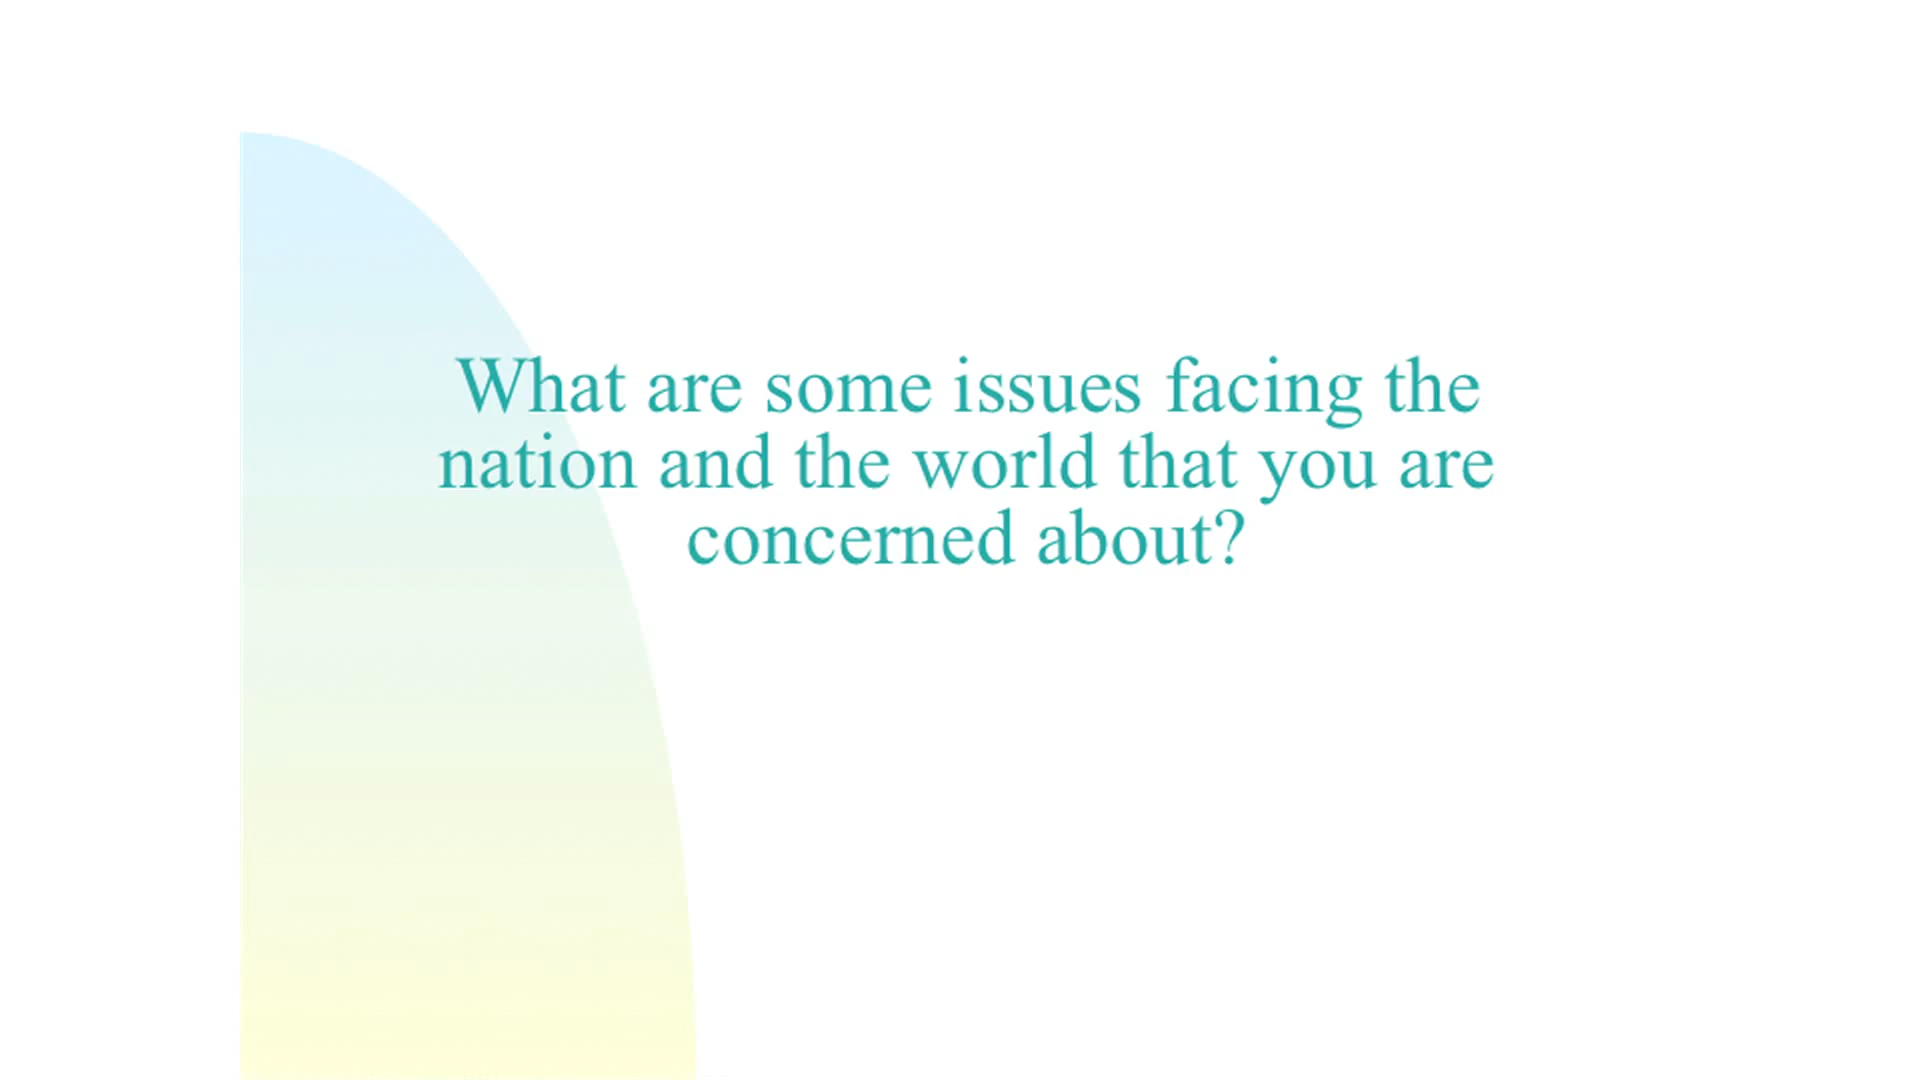 What are some issues facing the
nation and the world that you are
concerned about?